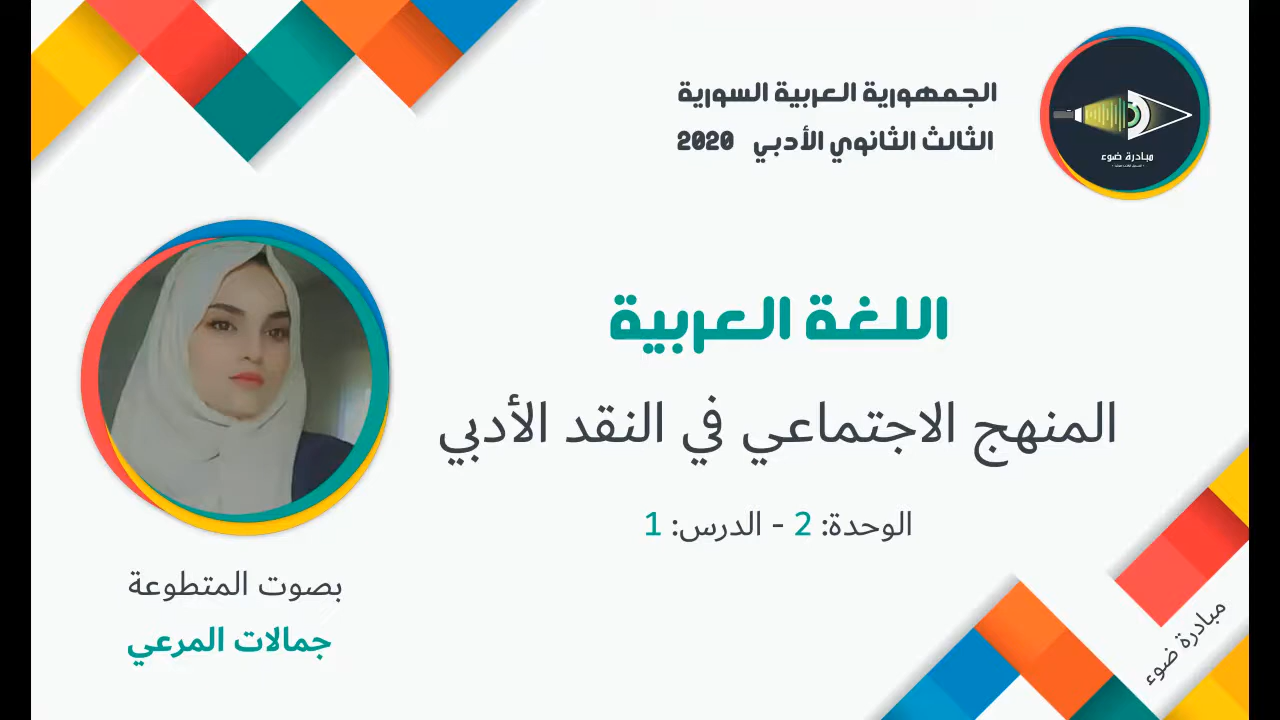 الجمهورية العربية السورية
الثالث الثانوي الأدبي 2020
مبادرة ضوء
اللغة العربية
المنهج الاجتماعي في النقد الأدبي
الوحدة: 2 - الدرس: 1
بصوت المتطوعة
جمالات المرعي
مبادرة ضوء